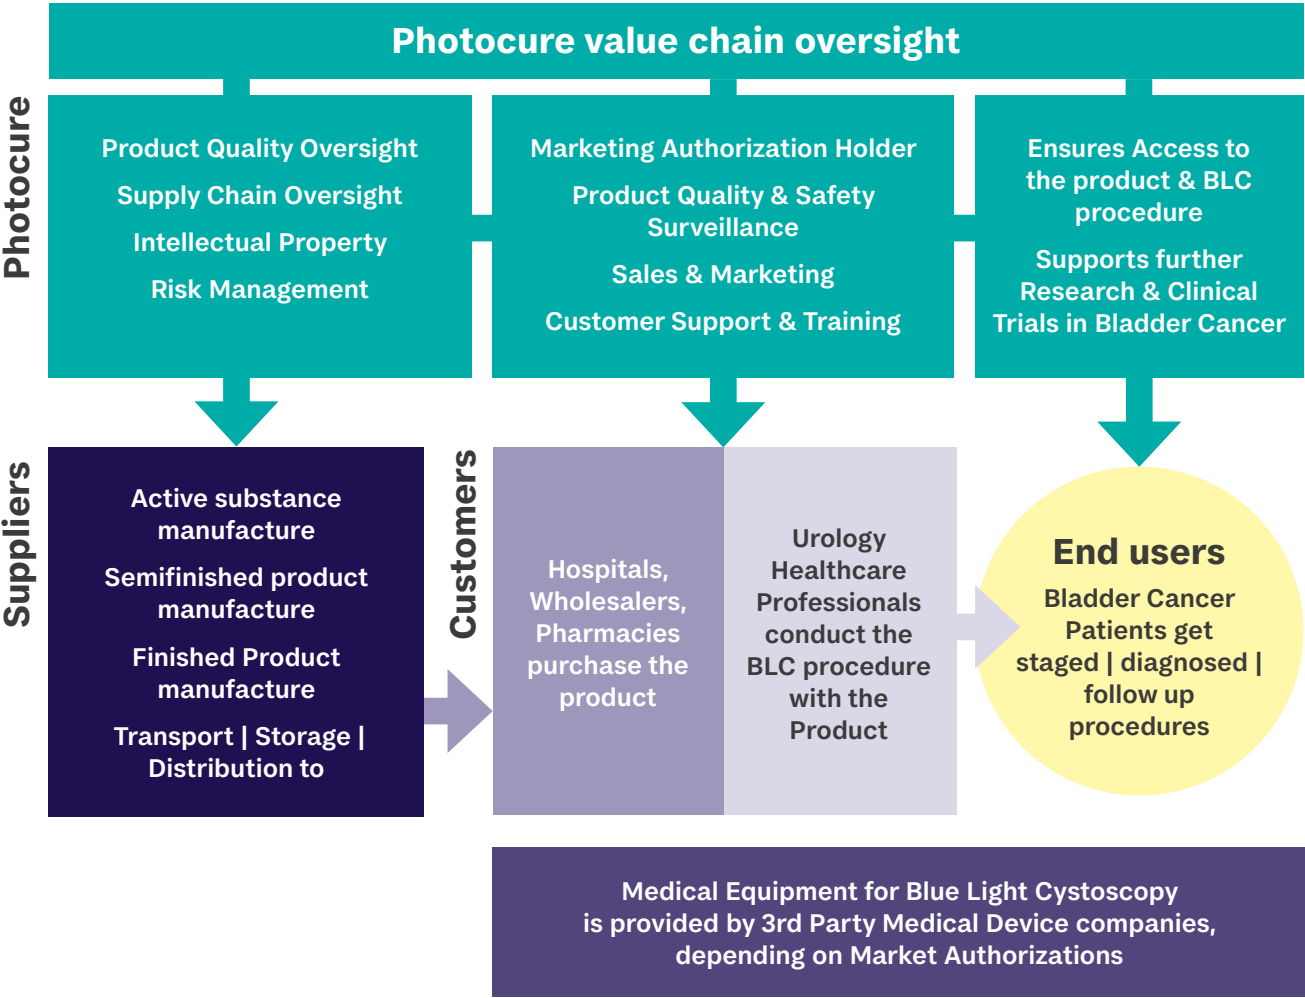 Photocure value chain oversight
Photocure
Product Quality Oversight
Supply Chain Oversight
Intellectual Property
Risk Management
Marketing Authorization Holder
Product Quality & Safety
Surveillance
Sales & Marketing
Customer Support & Training
Ensures Access to
the product & BLC
procedure
Supports further
Research & Clinical
Trials in Bladder Cancer
Suppliers
Active substance
manufacture
Semifinished product
manufacture
Finished Product
manufacture
Transport | Storage |
Distribution to
Customers
Hospitals,
Wholesalers,
Pharmacies
purchase the
product
Urology
Healthcare
Professionals
conduct the
BLC procedure
with the
Product
End users
Bladder Cancer
Patients get
staged | diagnosed |
follow up
procedures
Medical Equipment for Blue Light Cystoscopy
is provided by 3rd Party Medical Device companies,
depending on Market Authorizations